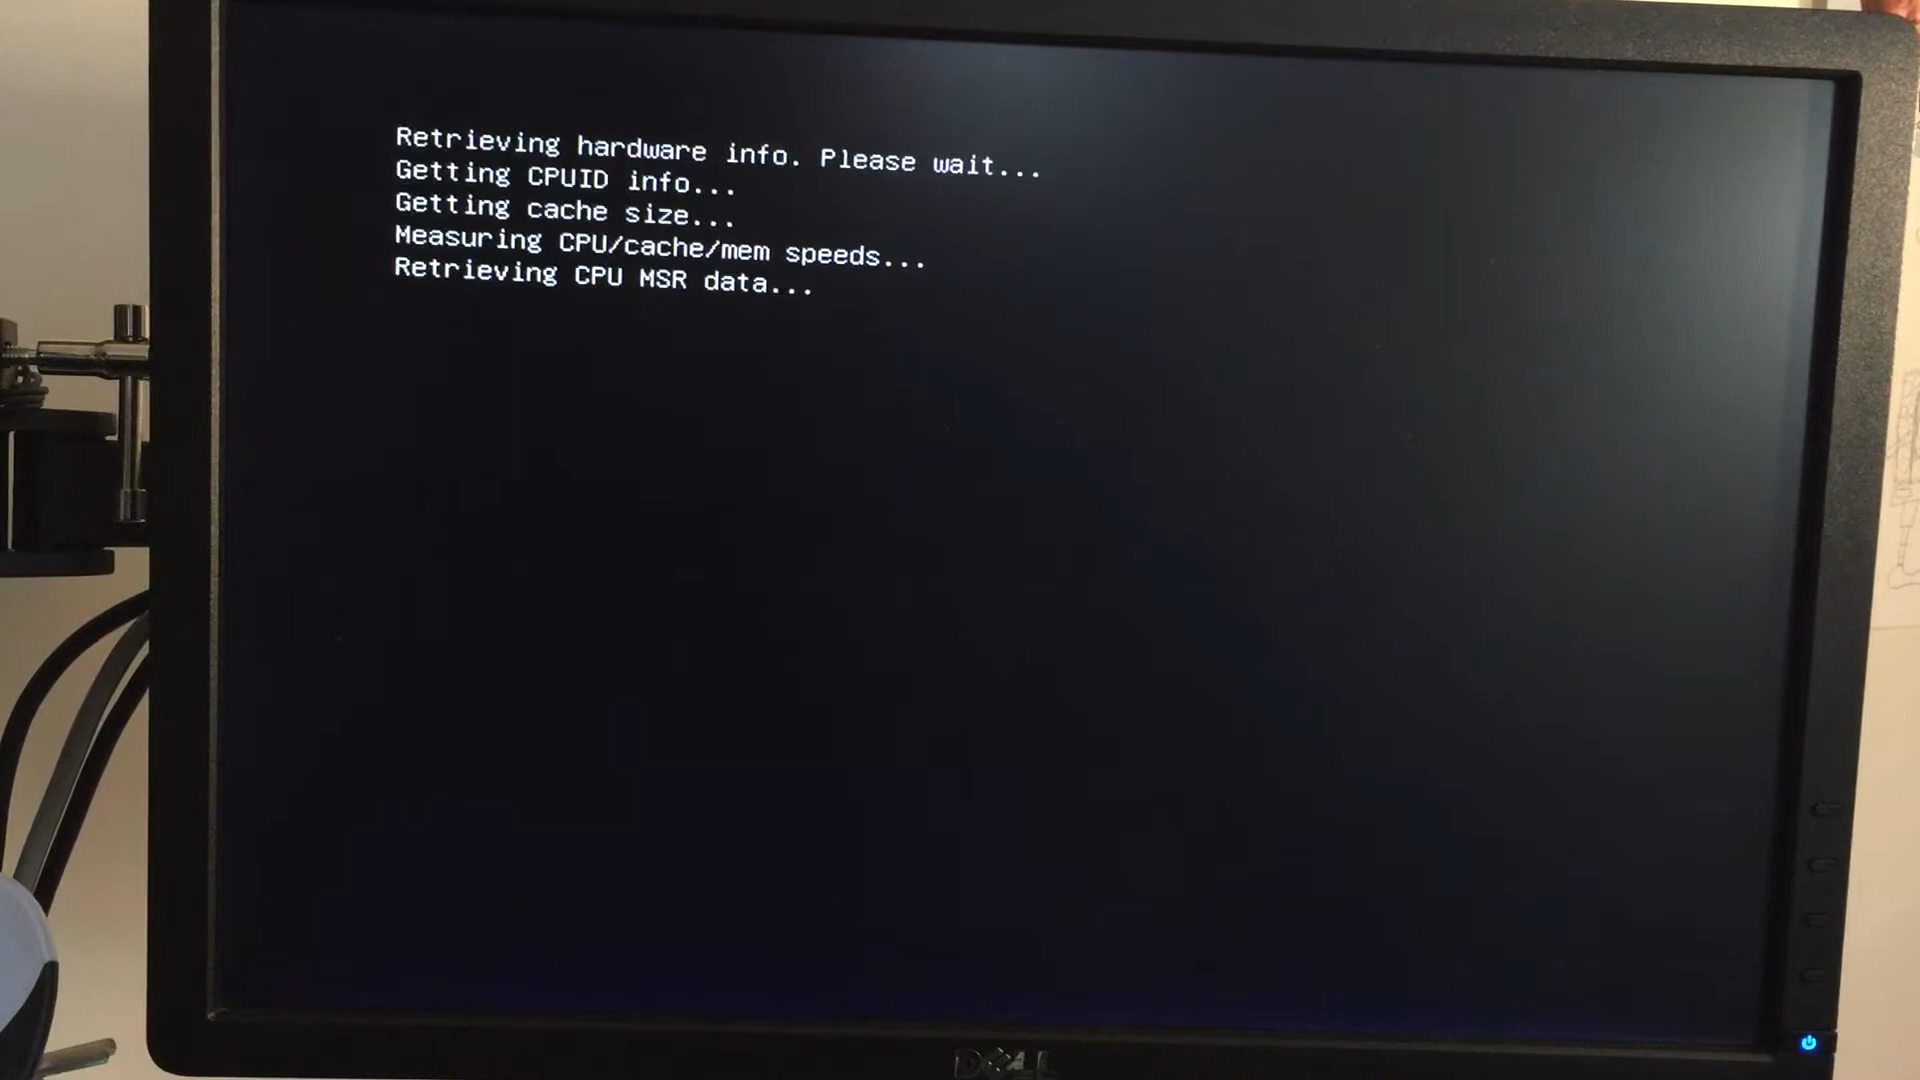 Retrieving hardware info. Please wait...
Getting CPUID info...
Getting cache size...
Measuring CPU/cache/mem speeds...
Retrieving CPU MSR data...
DELL